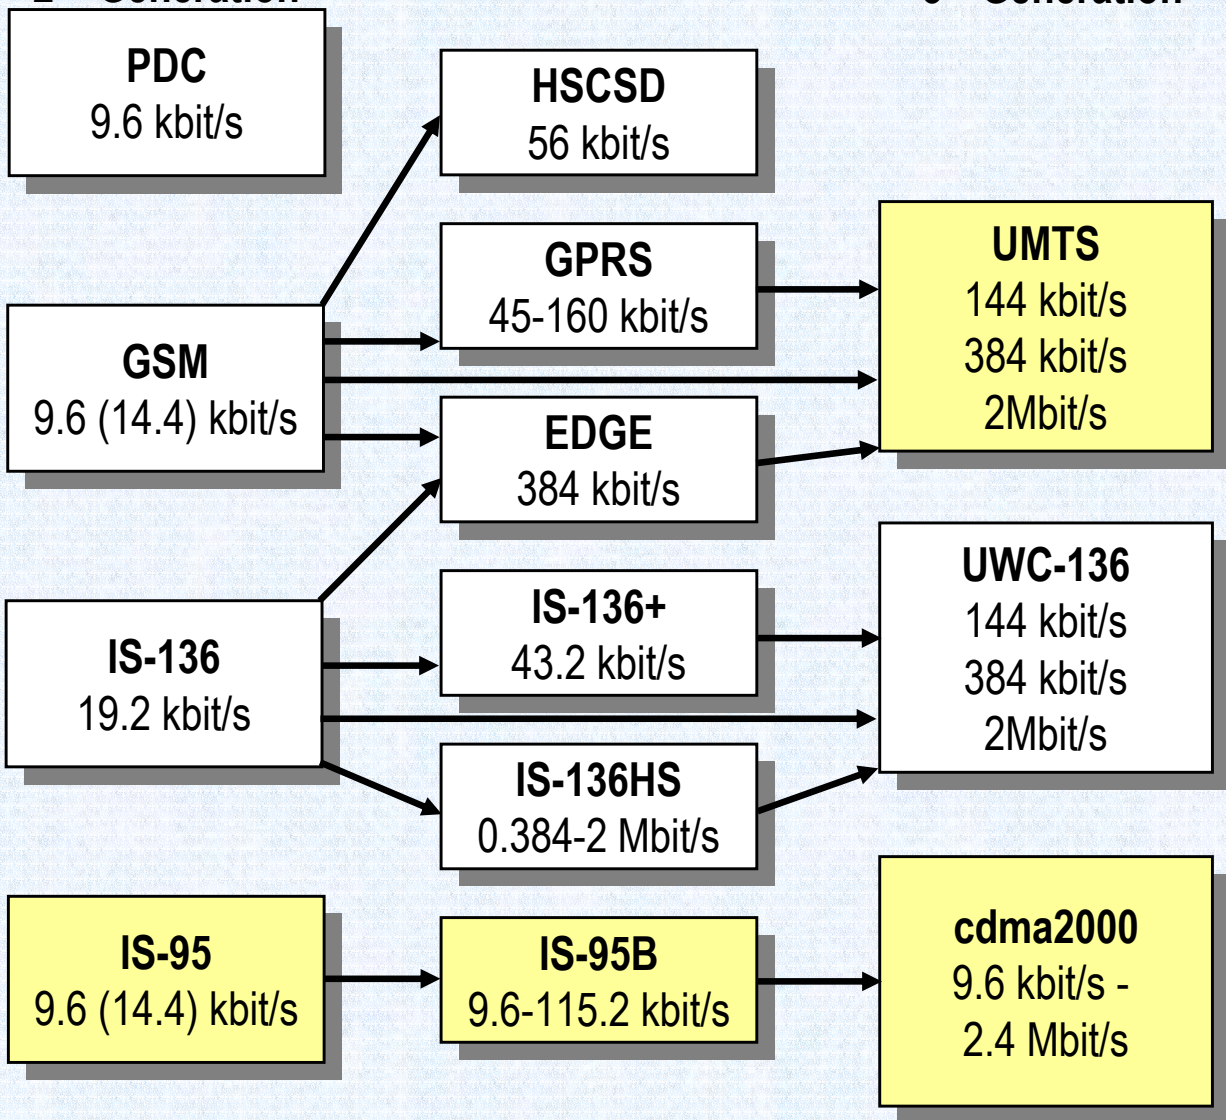 Generation
Generation
PDC
9.6 kbit/s
HSCSD
56 kbit/s
GPRS
45-160 kbit/s
UMTS
144 kbit/s
384 kbit/s
2Mbit/s
GSM
9.6 (14.4) kbit/s
EDGE
384 kbit/s
UWC-136
144 kbit/s
384 kbit/s
2Mbit/s
IS-136
19.2 kbit/s
IS-136+
43.2 kbit/s
IS-136HS
0.384-2 Mbit/s
IS-95
9.6 (14.4) kbit/s
IS-95B
9.6-115.2 kbit/s
cdma2000
9.6 kbit/s -
2.4 Mbit/s